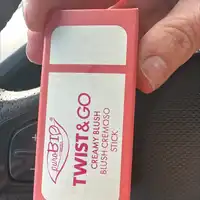 puroBIO
TWIST & GO
CREAMY BLUSH
BLUSH CREMOSO
STICK